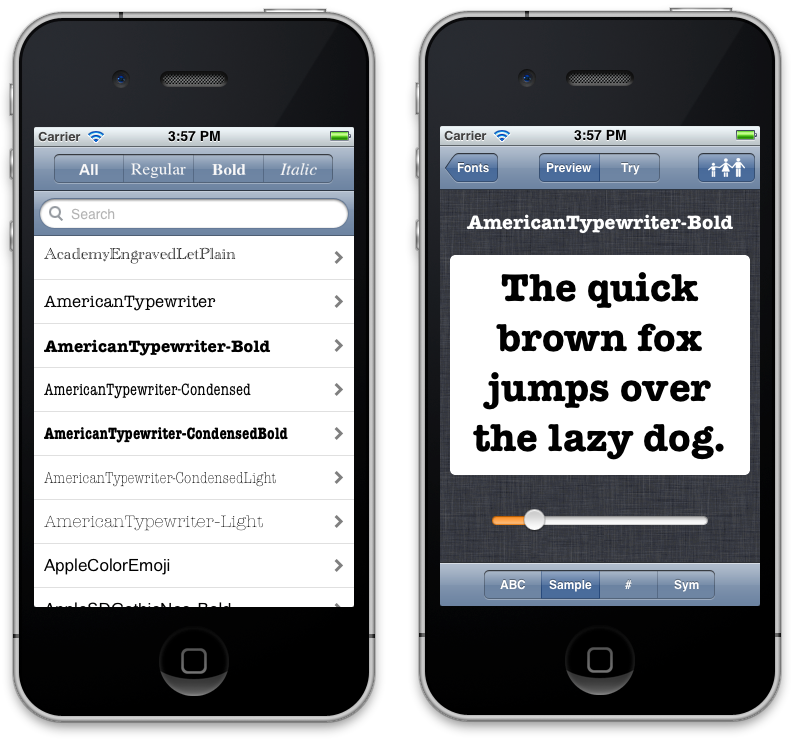 Carrier 3:57 PM
All Regular Bold Italic
Search
AcademyEngravedLetPlain
AmericanTypewriter
AmericanTypewriter-Bold
AmericanTypewriter-Condensed
AmericanTypewriter-CondensedBold
AmericanTypewriter-CondensedLight
AmericanTypewriter-Light
AppleColorEmoji
Carrier 3:57 PM
Fonts Preview Try
AmericanTypewriter-Bold
The quick
brown fox
jumps over
the lazy dog.
ABC Sample # Sym